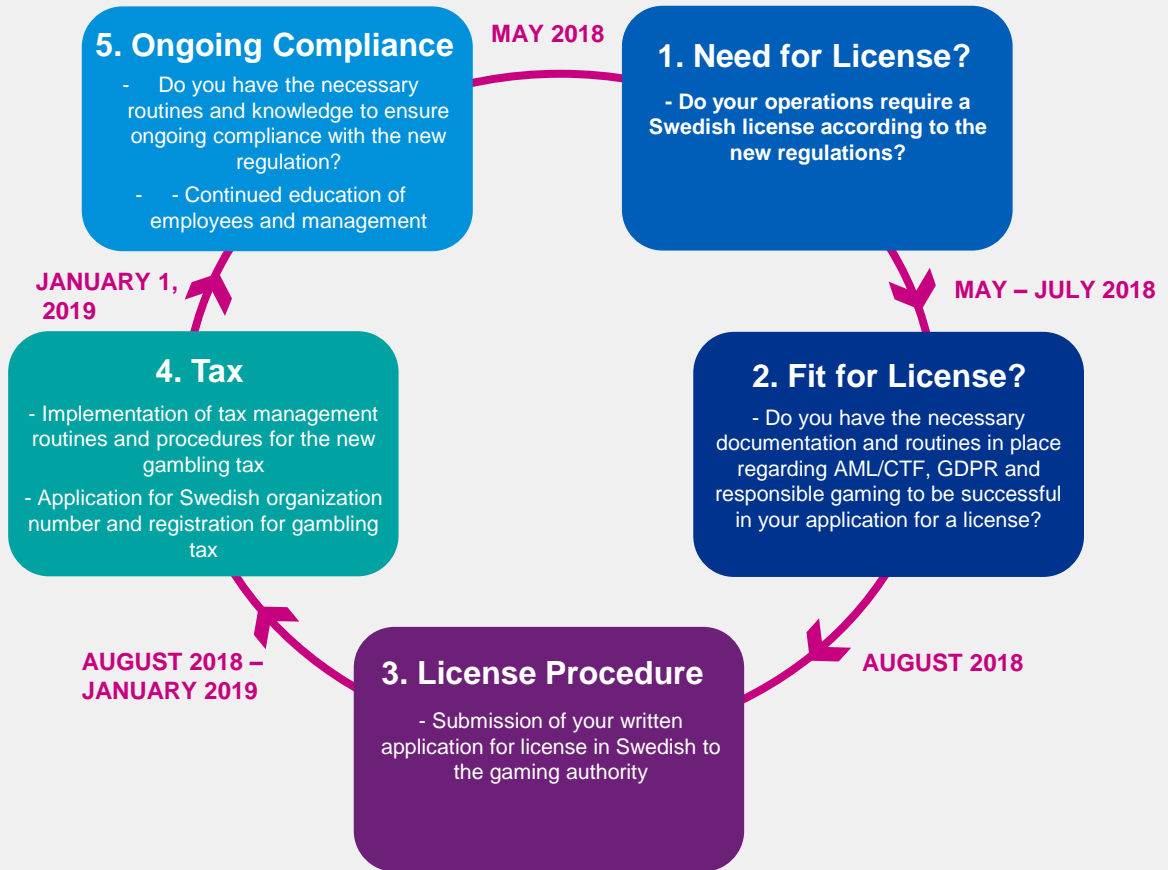 MAY 2018
1. Need for License?
- Do your operations require a
Swedish license according to the
new regulations?
MAY – JULY 2018
2. Fit for License?
- Do you have the necessary
documentation and routines in place
regarding AML/CTF, GDPR and
responsible gaming to be successful
in your application for a license?
AUGUST 2018
3. License Procedure
- Submission of your written
application for license in Swedish to
the gaming authority
AUGUST 2018 –
JANUARY 2019
4. Tax
- Implementation of tax management
routines and procedures for the new
gambling tax
- Application for Swedish organization
number and registration for gambling
tax
JANUARY 1,
2019
5. Ongoing Compliance
- Do you have the necessary
routines and knowledge to ensure
ongoing compliance with the new
regulation?
- - Continued education of
employees and management